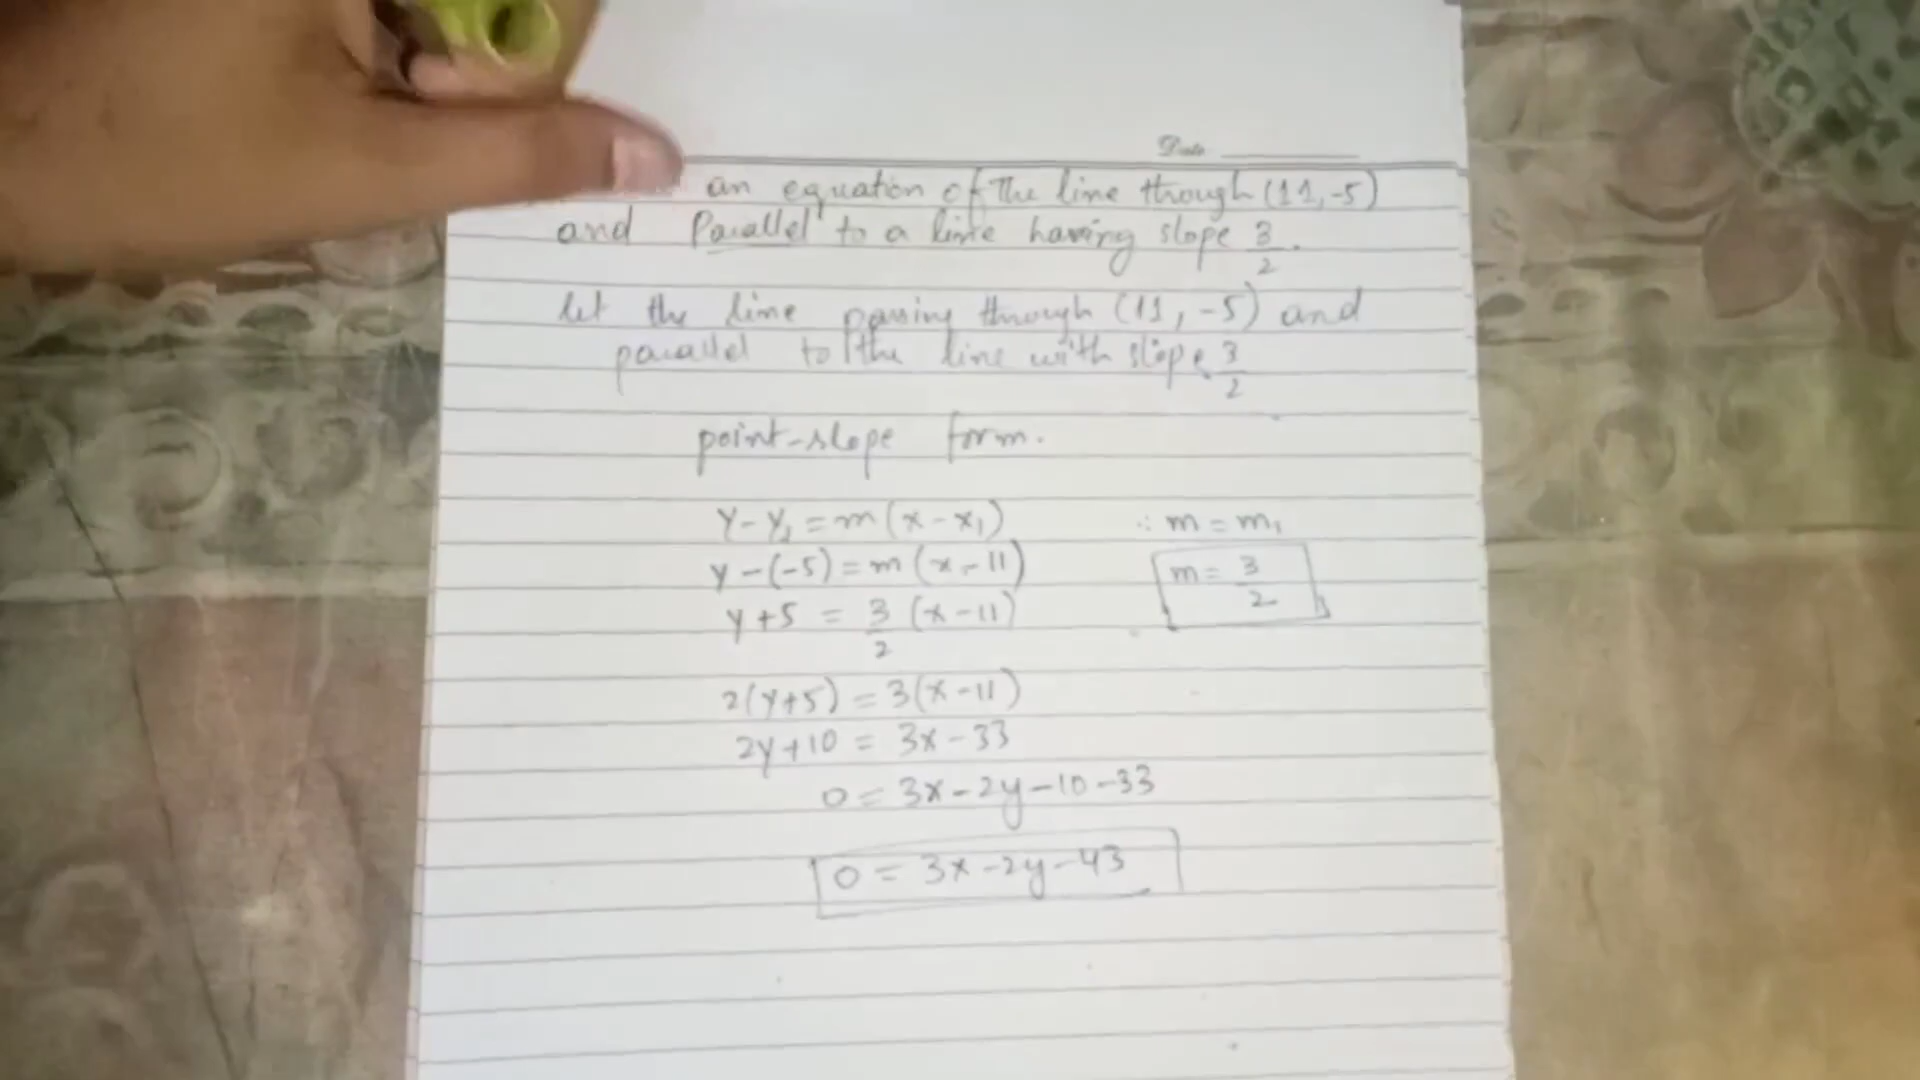 Date
an equation of the line through (11,-5)
and Parallel to a line having slope 3/2.
let the line passing through (11, -5) and
parallel to the line with slope 3/2
point-slope form.
y-y₁ = m(x-x₁) ∴ m = m₁
y-(-5) = m(x-11) m = 3/2
y+5 = 3/2 (x-11)
2(y+5) = 3(x-11)
2y+10 = 3x-33
0 = 3x-2y-10-33
0 = 3x-2y-43